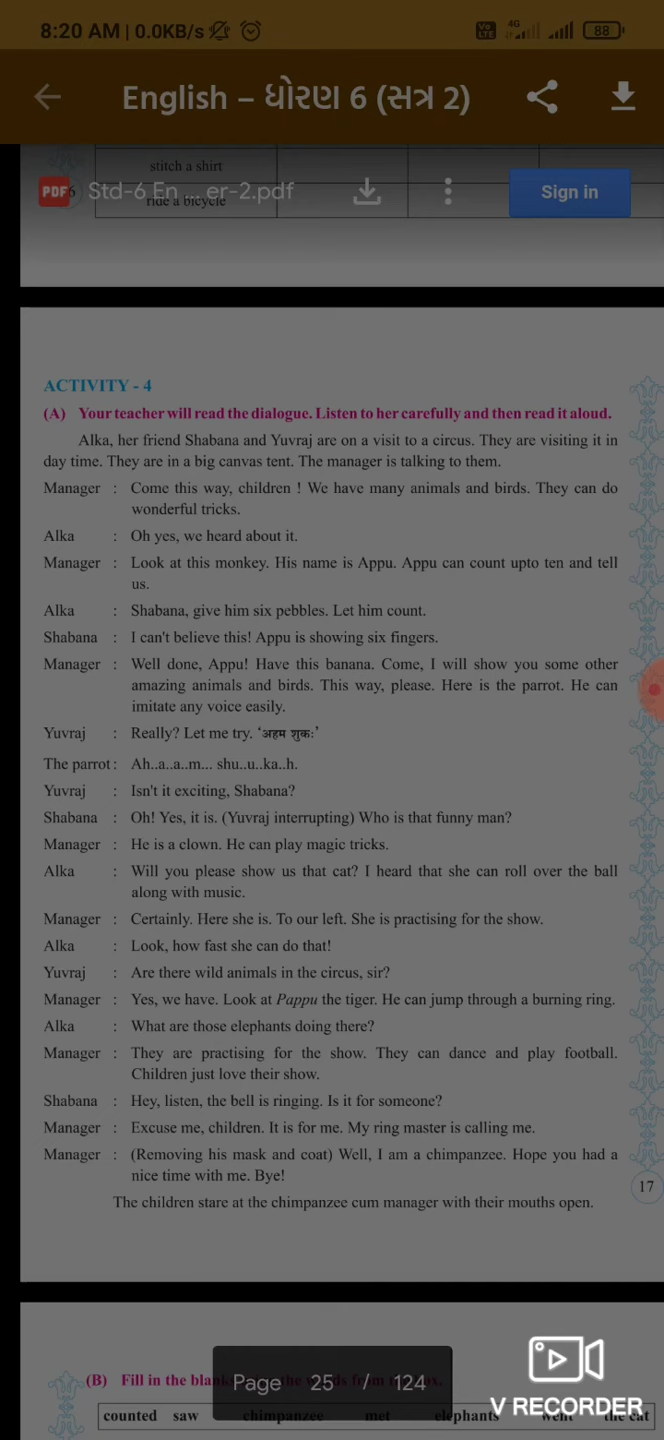 8:20 AM | 0.0KB/s
Vo LTE 4G 88
English – ધોરણ 6 (સત્ર 2)
stitch a shirt
PDF Std-6 En ... er-2.pdf Sign in
ride a bicycle
ACTIVITY - 4
(A) Your teacher will read the dialogue. Listen to her carefully and then read it aloud.
Alka, her friend Shabana and Yuvraj are on a visit to a circus. They are visiting it in
day time. They are in a big canvas tent. The manager is talking to them.
Manager : Come this way, children ! We have many animals and birds. They can do
wonderful tricks.
Alka : Oh yes, we heard about it.
Manager : Look at this monkey. His name is Appu. Appu can count upto ten and tell
us.
Alka : Shabana, give him six pebbles. Let him count.
Shabana : I can't believe this! Appu is showing six fingers.
Manager : Well done, Appu! Have this banana. Come, I will show you some other
amazing animals and birds. This way, please. Here is the parrot. He can
imitate any voice easily.
Yuvraj : Really? Let me try. ‘अहम शुकः’
The parrot : Ah..a..a..m... shu..u..ka..h.
Yuvraj : Isn't it exciting, Shabana?
Shabana : Oh! Yes, it is. (Yuvraj interrupting) Who is that funny man?
Manager : He is a clown. He can play magic tricks.
Alka : Will you please show us that cat? I heard that she can roll over the ball
along with music.
Manager : Certainly. Here she is. To our left. She is practising for the show.
Alka : Look, how fast she can do that!
Yuvraj : Are there wild animals in the circus, sir?
Manager : Yes, we have. Look at Pappu the tiger. He can jump through a burning ring.
Alka : What are those elephants doing there?
Manager : They are practising for the show. They can dance and play football.
Children just love their show.
Shabana : Hey, listen, the bell is ringing. Is it for someone?
Manager : Excuse me, children. It is for me. My ring master is calling me.
Manager : (Removing his mask and coat) Well, I am a chimpanzee. Hope you had a
nice time with me. Bye!
17
The children stare at the chimpanzee cum manager with their mouths open.
(B) Fill in the
Page 25 / 124
V RECORDER
counted saw chimpanzee met elephants went the cat